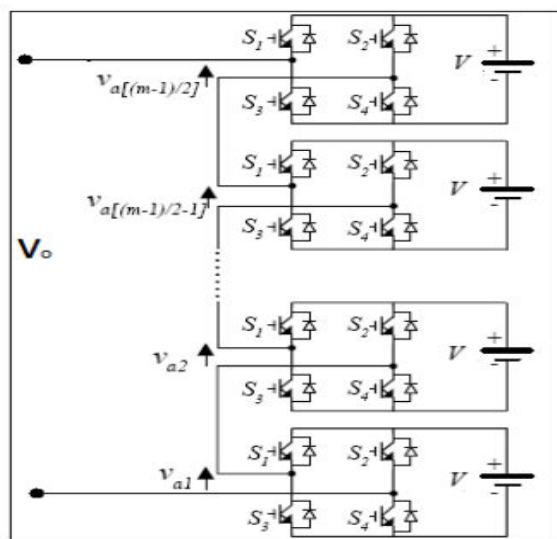 S1 S2 V + -
va[(m-1)/2]
S3 S4
S1 S2 V + -
va[(m-1)/2-1]
S3 S4
Vo
S1 S2 V + -
va2
S3 S4
S1 S2 V + -
va1
S3 S4